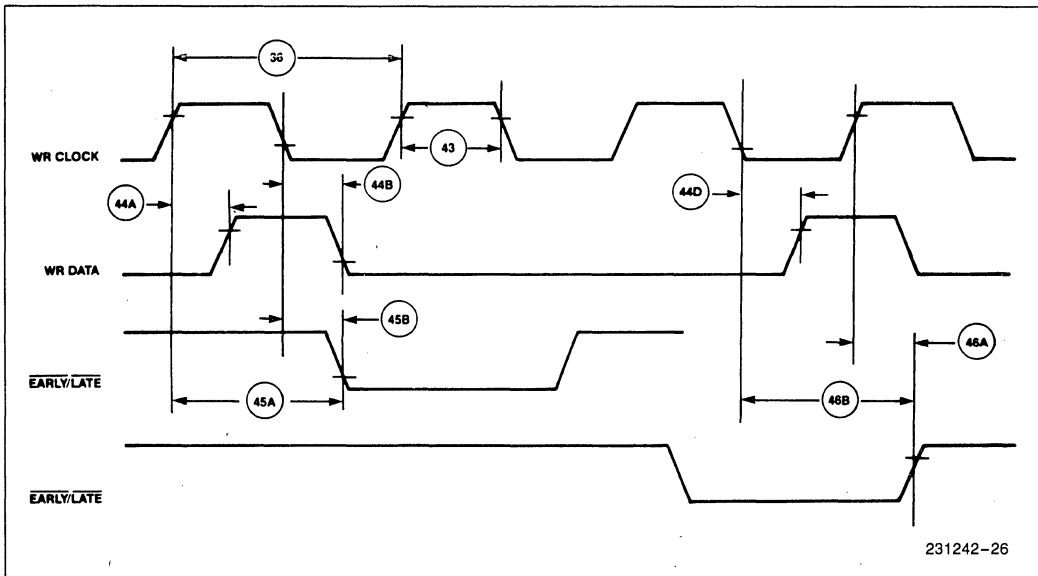 36
WR CLOCK
43
44A
44B
44D
WR DATA
45B
46A
EARLY/LATE
45A
46B
EARLY/LATE
231242-26